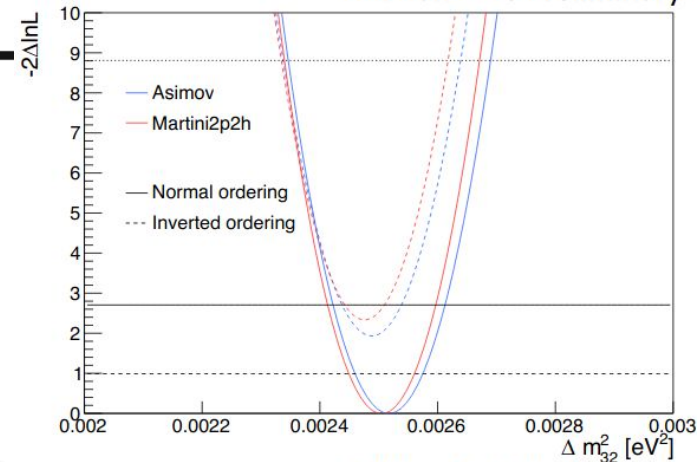 -2ΔlnL
10
9
8
7
6
5
4
3
2
1
0
Asimov
Martini2p2h
Normal ordering
Inverted ordering
0.002
0.0022
0.0024
0.0026
0.0028
0.003
Δ m²₃₂ [eV²]